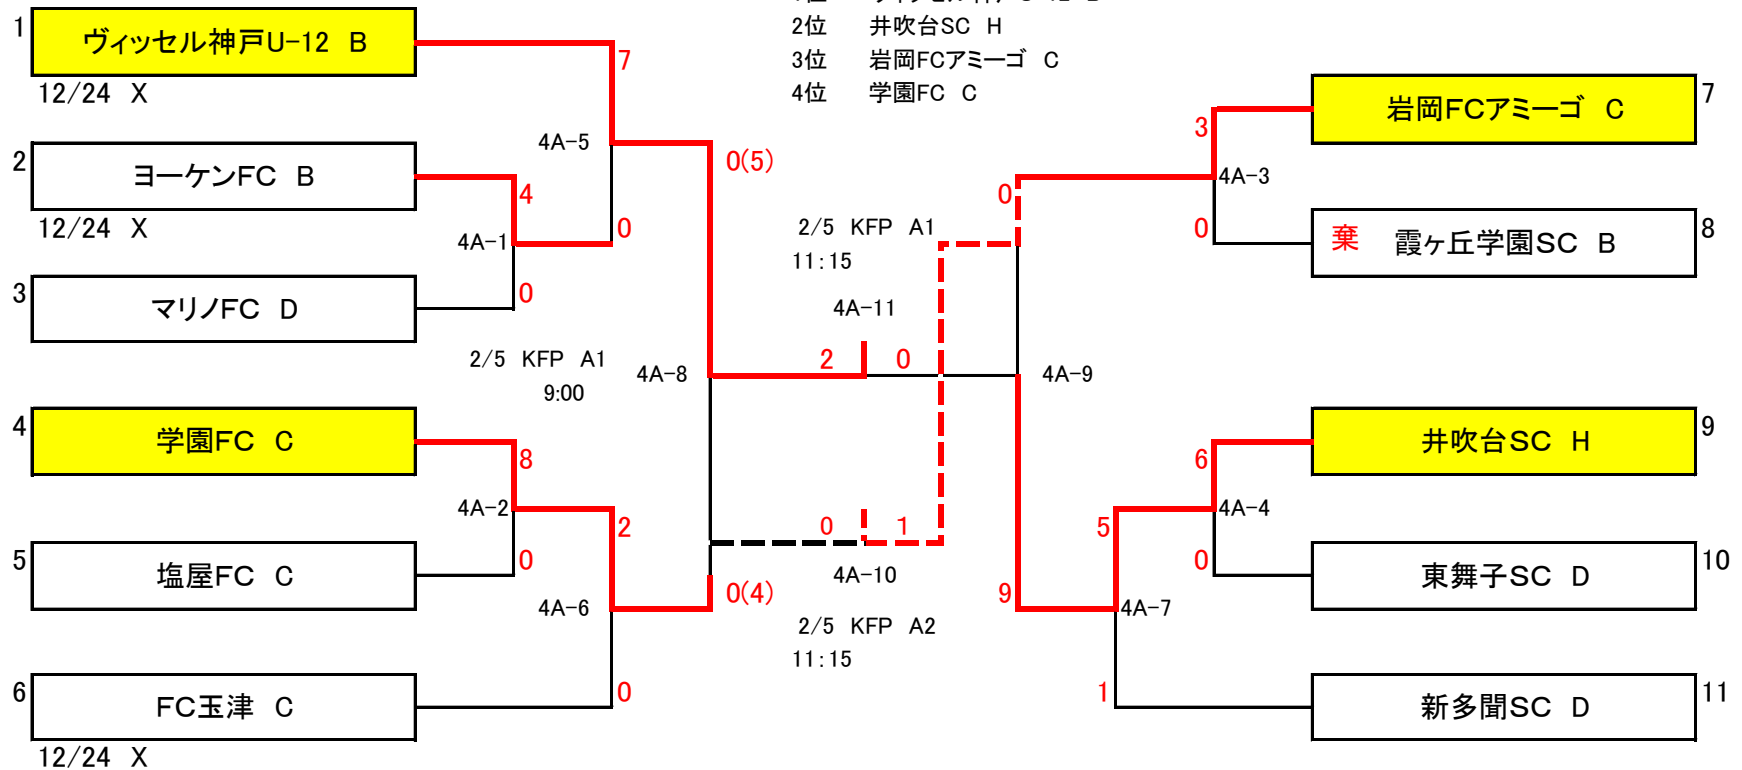 2位 井吹台SC H
3位 岩岡FCアミーゴ C
4位 学園FC C
1 ヴィッセル神戸U-12 B
12/24 X
2 ヨーケンFC B
12/24 X
3 マリノFC D
4 学園FC C
5 塩屋FC C
6 FC玉津 C
12/24 X
4A-1
4 0
4A-2
8 0
4A-5
7 0
4A-6
2 0
2/5 KFP A1
9:00
4A-8
0(5)
0(4)
2/5 KFP A1
11:15
4A-11
2 0
0 1
4A-10
2/5 KFP A2
11:15
4A-9
0 9
4A-3
3 0
4A-4
6 0
4A-7
5 1
岩岡FCアミーゴ C 7
棄 霞ヶ丘学園SC B 8
井吹台SC H 9
東舞子SC D 10
新多聞SC D 11